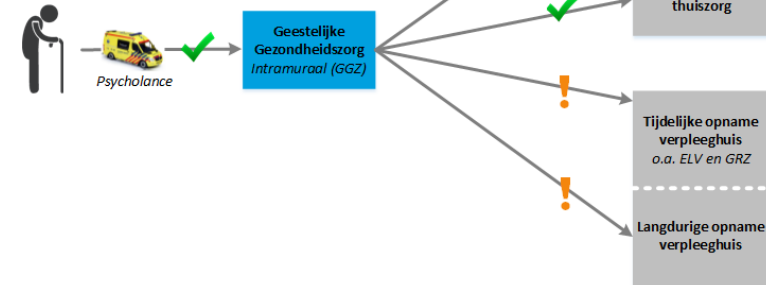 thuiszorg
Geestelijke
Gezondheidszorg
Intramuraal (GGZ)
Psycholance
Tijdelijke opname
verpleeghuis
o.a. ELV en GRZ
Langdurige opname
verpleeghuis